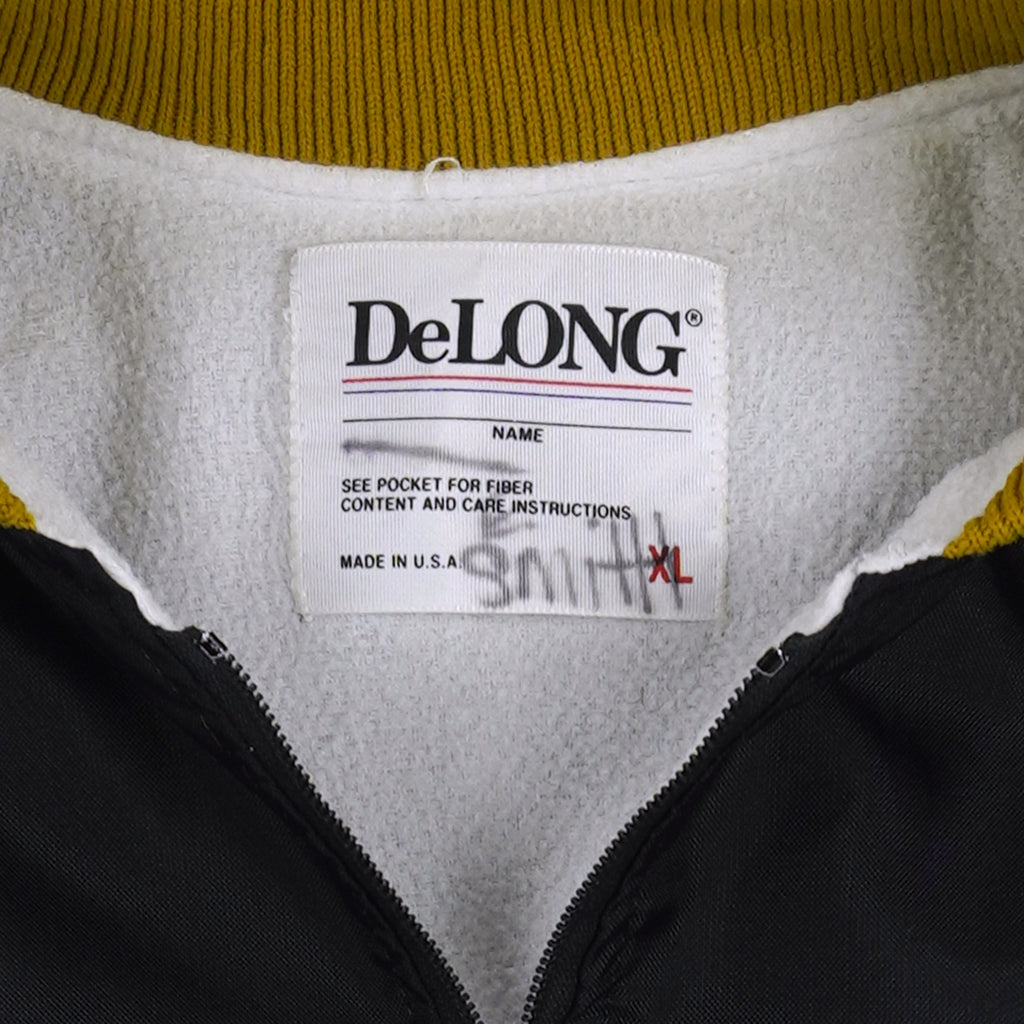 DeLONG®
NAME
SEE POCKET FOR FIBER
CONTENT AND CARE INSTRUCTIONS
MADE IN U.S.A.
Smith
XL